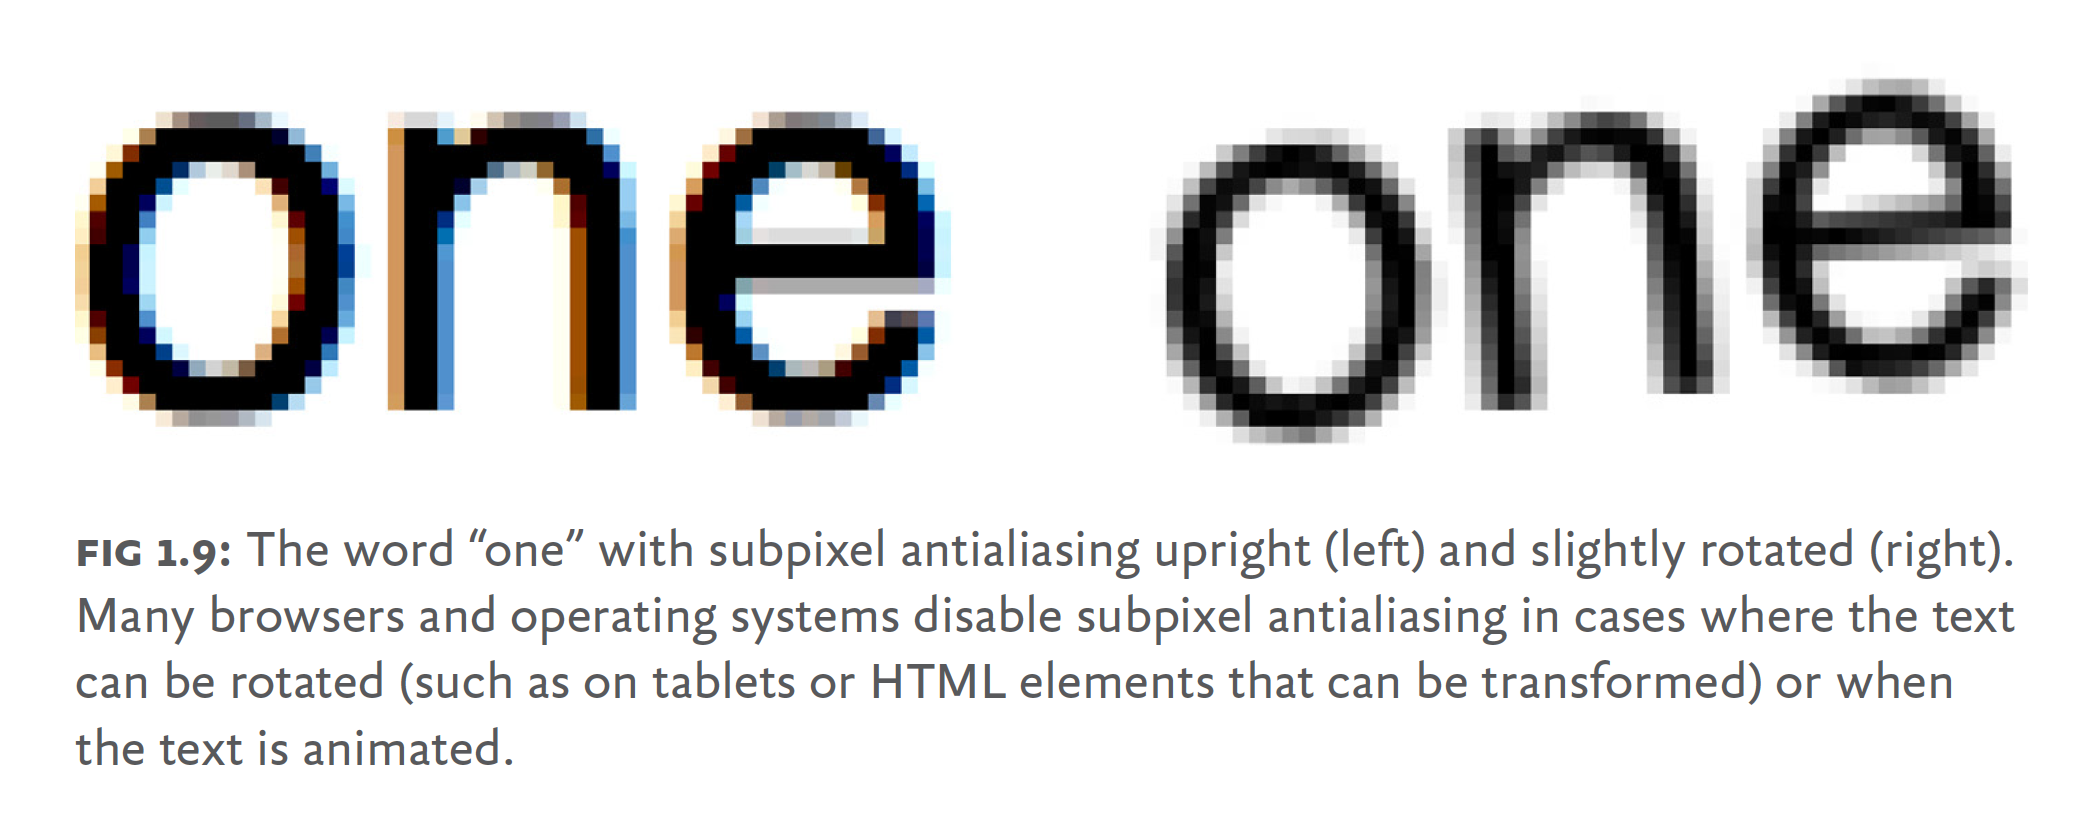 one one
FIG 1.9: The word “one” with subpixel antialiasing upright (left) and slightly rotated (right).
Many browsers and operating systems disable subpixel antialiasing in cases where the text
can be rotated (such as on tablets or HTML elements that can be transformed) or when
the text is animated.